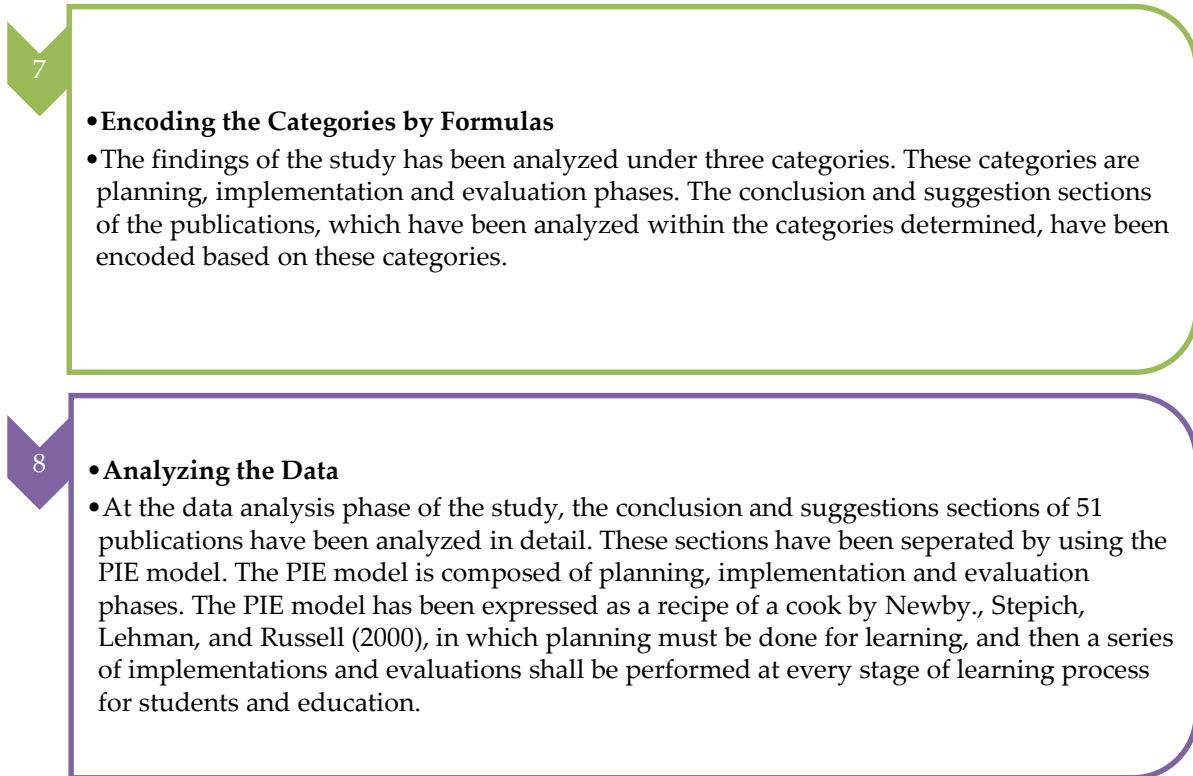 7
•Encoding the Categories by Formulas
•The findings of the study has been analyzed under three categories. These categories are
planning, implementation and evaluation phases. The conclusion and suggestion sections
of the publications, which have been analyzed within the categories determined, have been
encoded based on these categories.
8
•Analyzing the Data
•At the data analysis phase of the study, the conclusion and suggestions sections of 51
publications have been analyzed in detail. These sections have been seperated by using the
PIE model. The PIE model is composed of planning, implementation and evaluation
phases. The PIE model has been expressed as a recipe of a cook by Newby., Stepich,
Lehman, and Russell (2000), in which planning must be done for learning, and then a series
of implementations and evaluations shall be performed at every stage of learning process
for students and education.